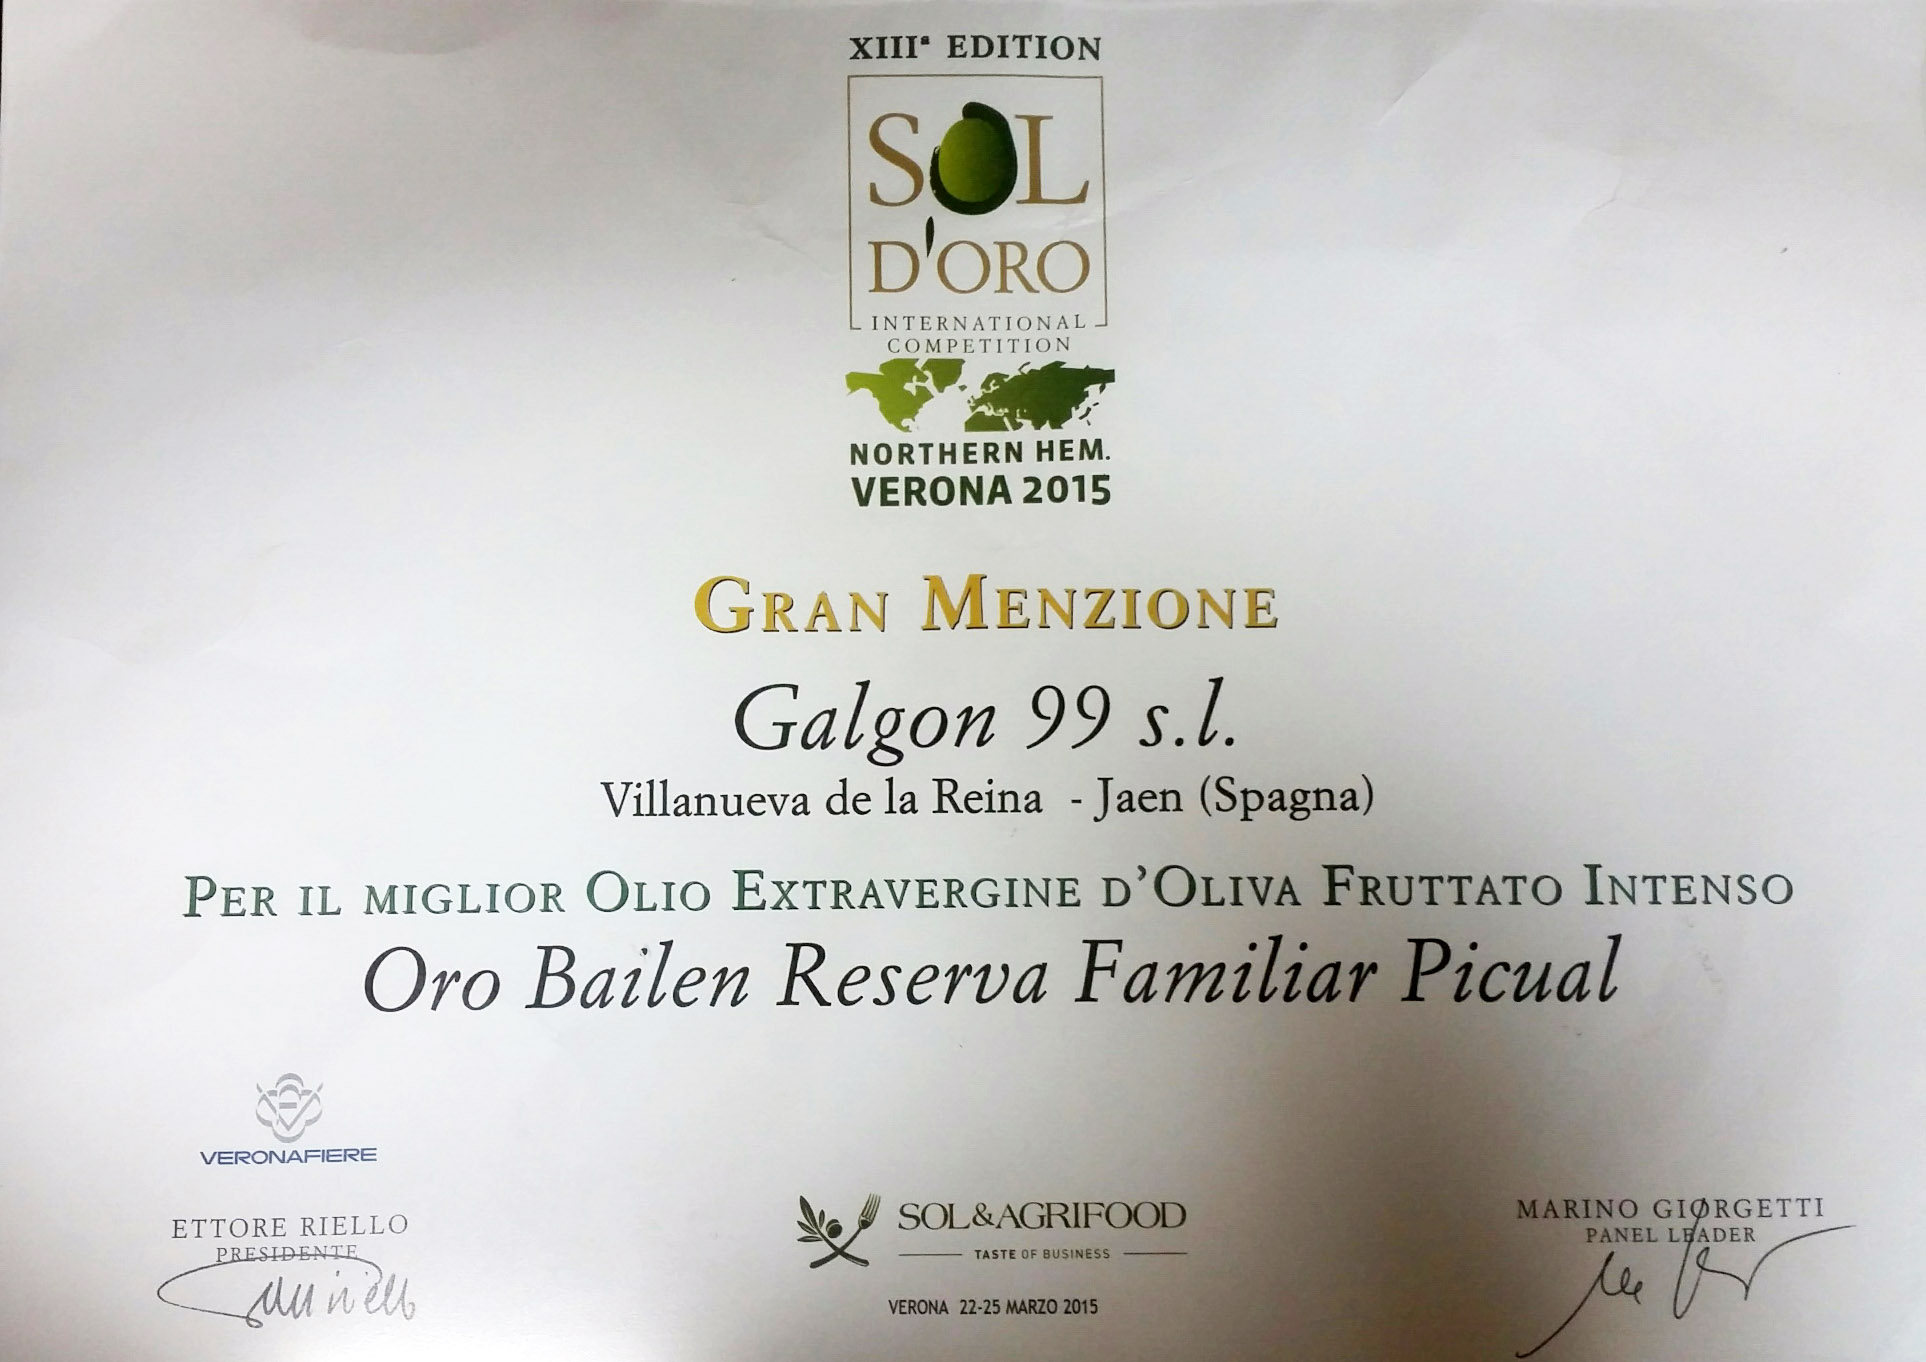 XIIIª EDITION
SOL
D'ORO
INTERNATIONAL
COMPETITION
NORTHERN HEM.
VERONA 2015
GRAN MENZIONE
Galgon 99 s.l.
Villanueva de la Reina - Jaen (Spagna)
PER IL MIGLIOR OLIO EXTRAVERGINE D'OLIVA FRUTTATO INTENSO
Oro Bailen Reserva Familiar Picual
VERONAFIERE
ETTORE RIELLO
PRESIDENTE
SOL&AGRIFOOD
TASTE OF BUSINESS
VERONA 22-25 MARZO 2015
MARINO GIORGETTI
PANEL LEADER